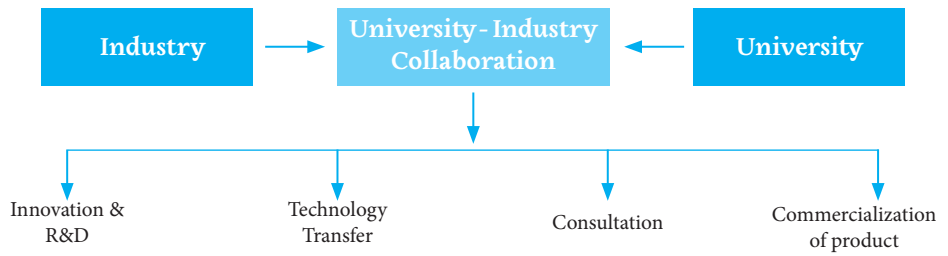 Industry
University-Industry
Collaboration
University
Innovation &
R&D
Technology
Transfer
Consultation
Commercialization
of product